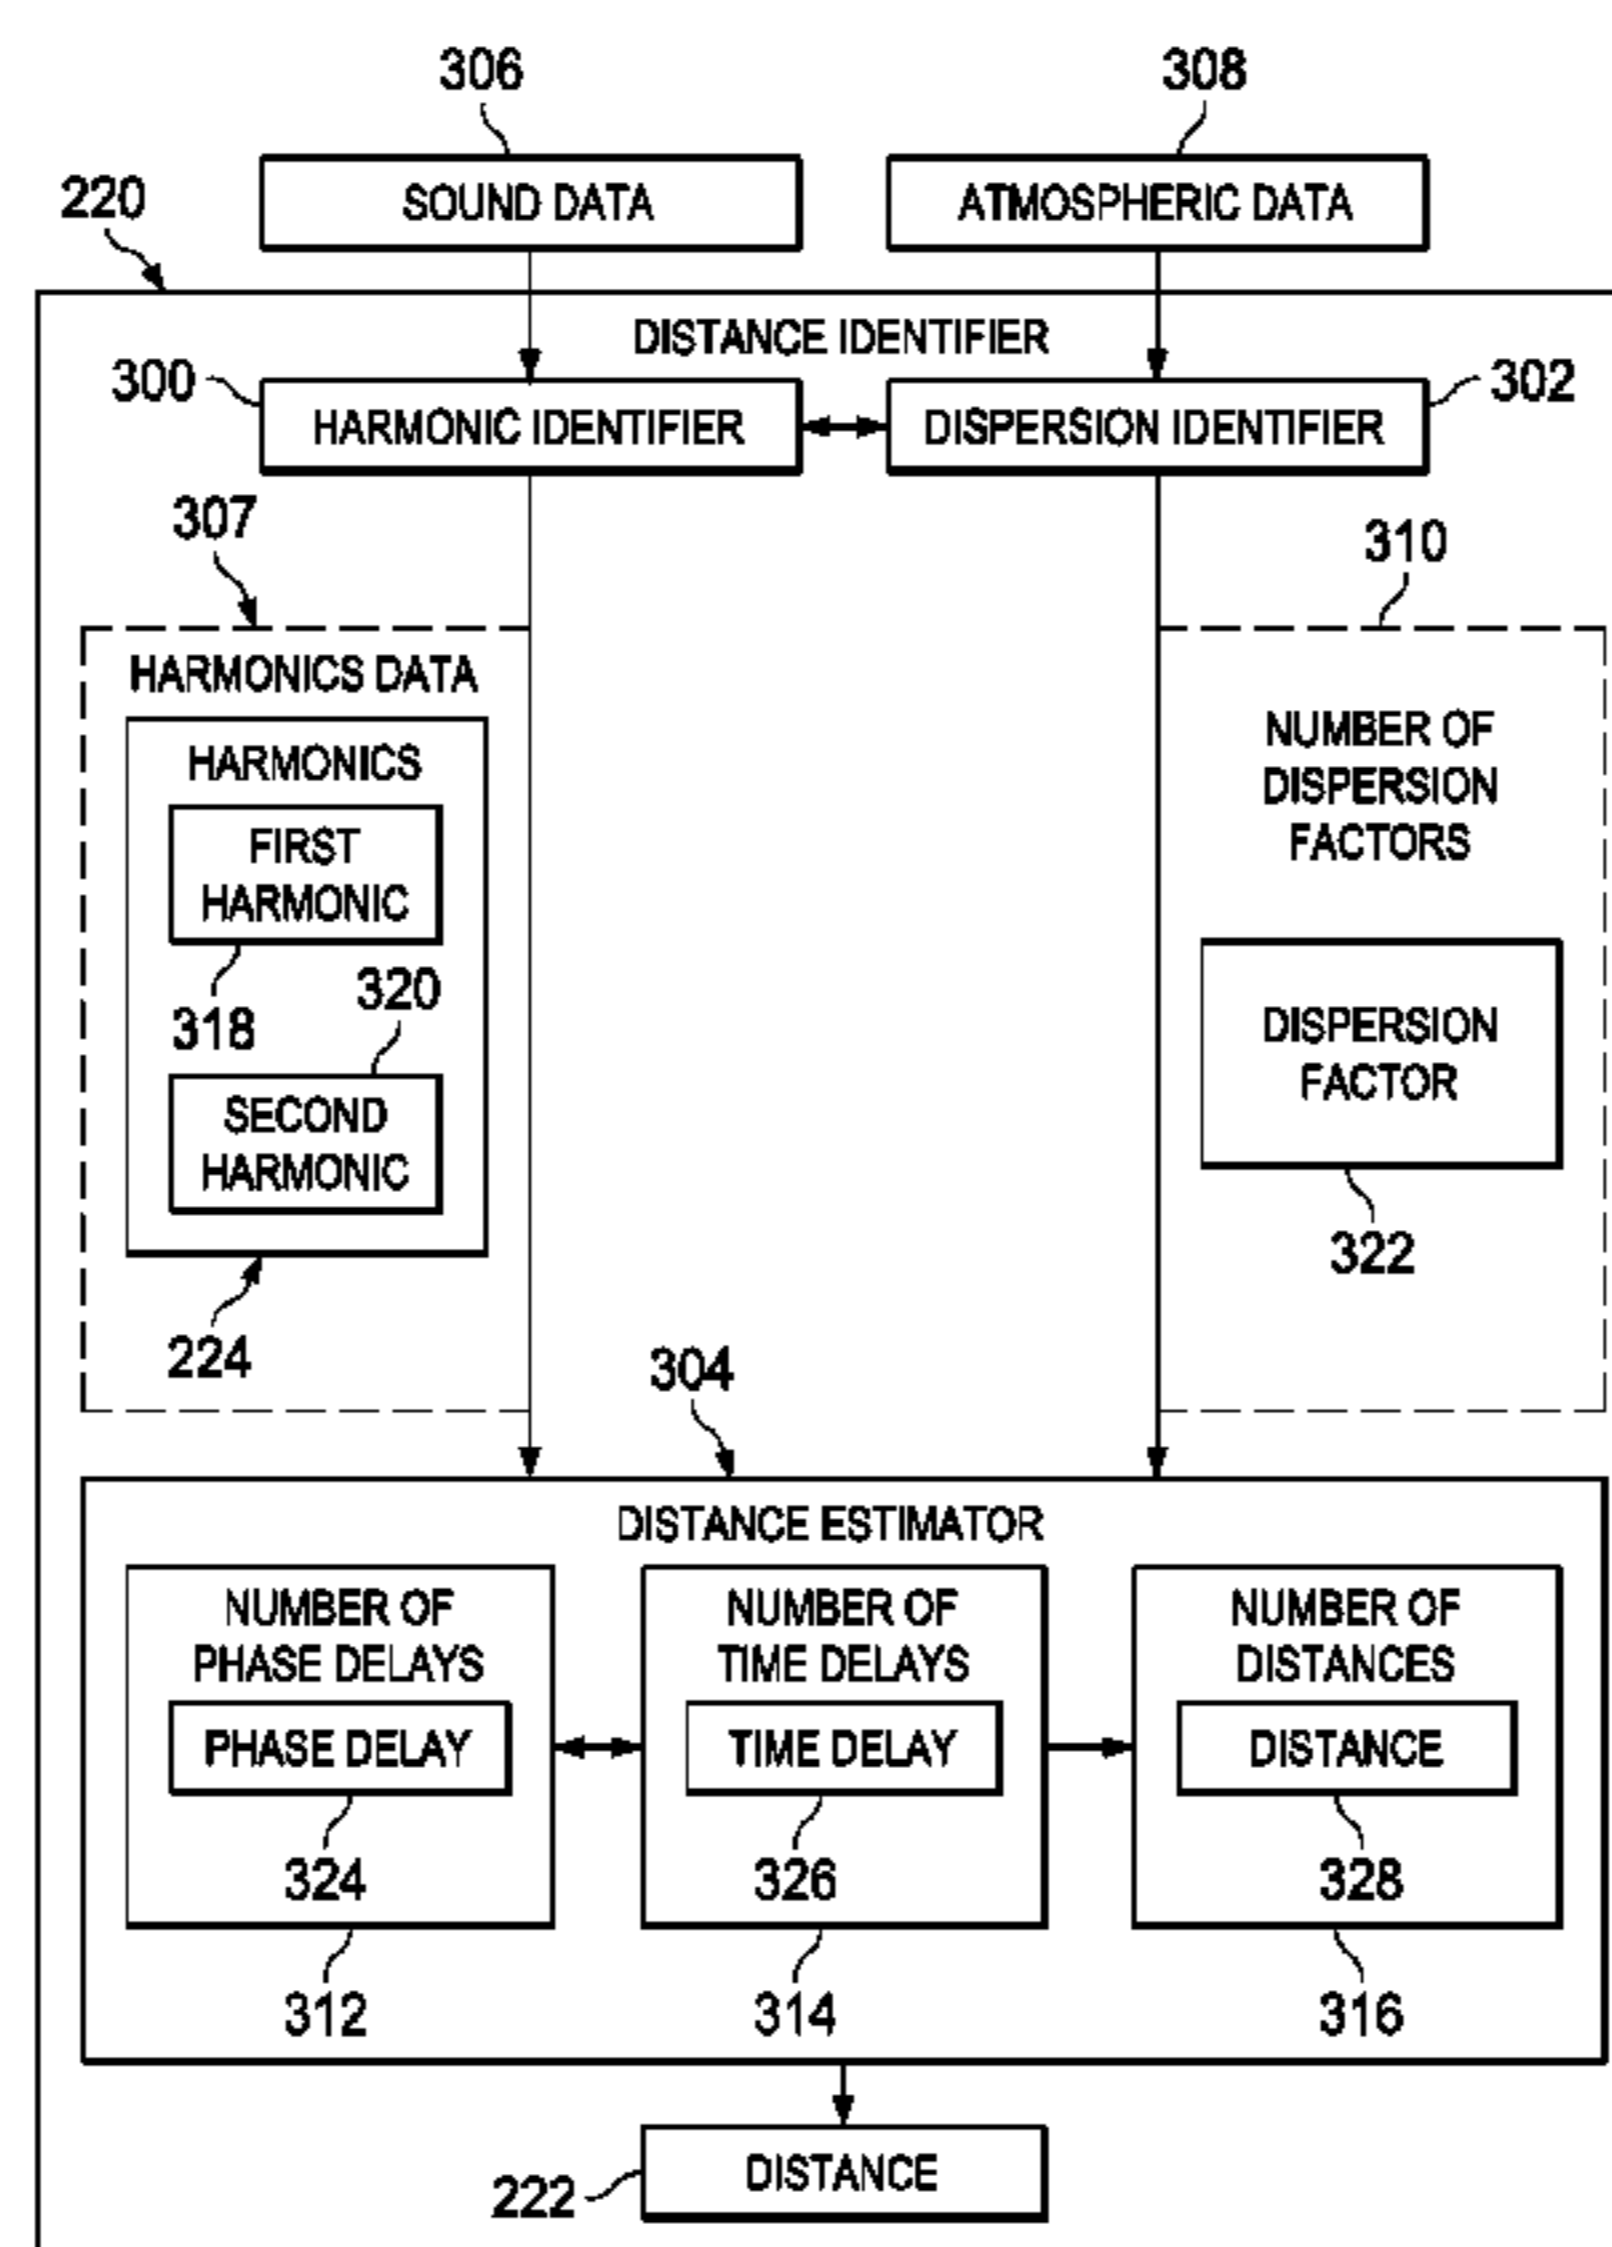 306
308
220
SOUND DATA
ATMOSPHERIC DATA
DISTANCE IDENTIFIER
300
302
HARMONIC IDENTIFIER
DISPERSION IDENTIFIER
307
310
HARMONICS DATA
HARMONICS
FIRST
HARMONIC
318
320
SECOND
HARMONIC
224
NUMBER OF
DISPERSION
FACTORS
DISPERSION
FACTOR
322
304
DISTANCE ESTIMATOR
NUMBER OF
PHASE DELAYS
PHASE DELAY
324
312
NUMBER OF
TIME DELAYS
TIME DELAY
326
314
NUMBER OF
DISTANCES
DISTANCE
328
316
222
DISTANCE